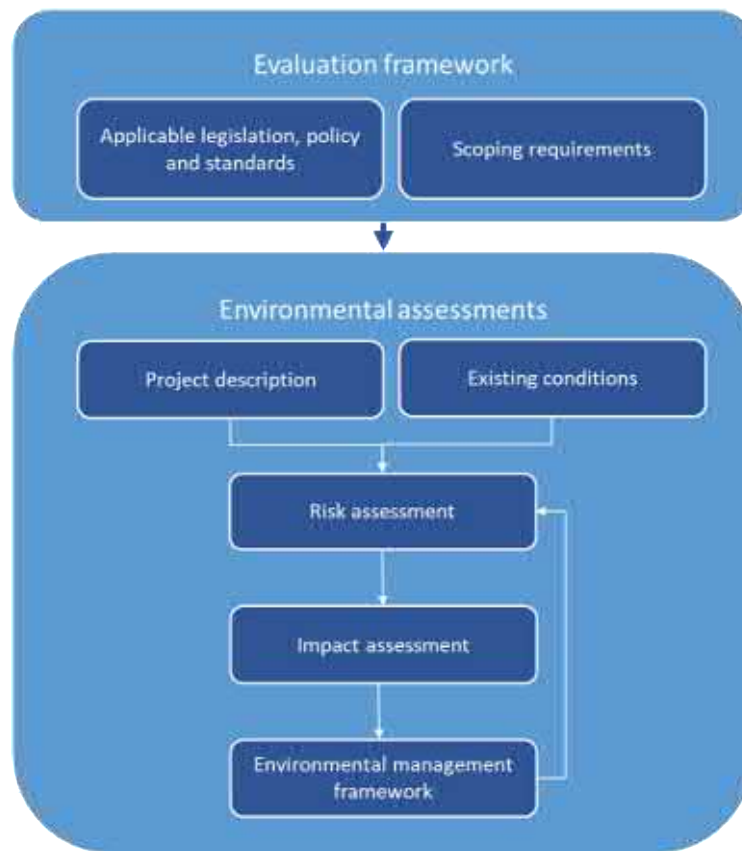 Evaluation framework
Applicable legislation, policy
and standards
Scoping requirements
Environmental assessments
Project description
Existing conditions
Risk assessment
Impact assessment
Environmental management
framework